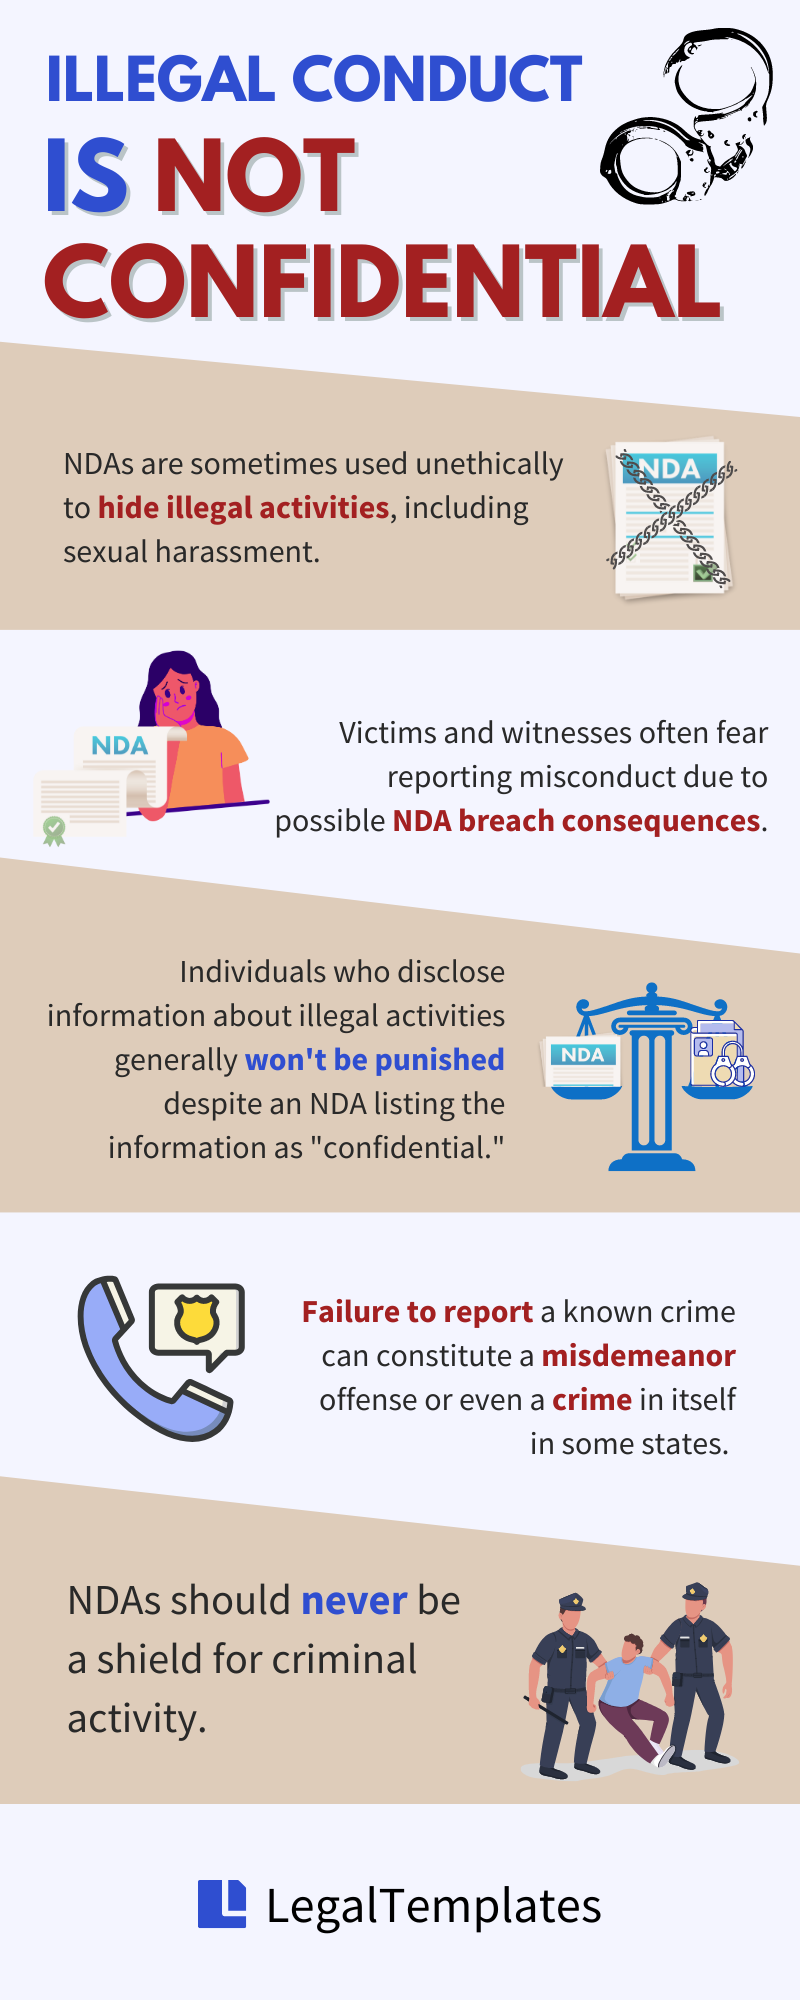 ILLEGAL CONDUCT
IS NOT
CONFIDENTIAL
NDAs are sometimes used unethically
to hide illegal activities, including
sexual harassment.
NDA
NDA
Victims and witnesses often fear
reporting misconduct due to
possible NDA breach consequences.
Individuals who disclose
information about illegal activities
generally won't be punished
despite an NDA listing the
information as "confidential."
NDA
Failure to report a known crime
can constitute a misdemeanor
offense or even a crime in itself
in some states.
NDAs should never be
a shield for criminal
activity.
LegalTemplates